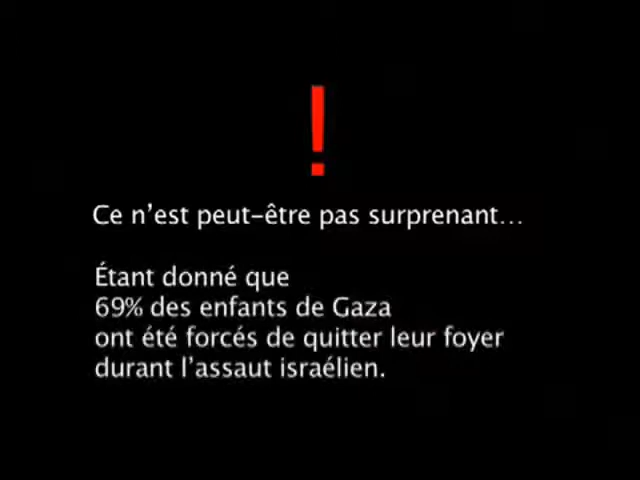 !
Ce n’est peut-être pas surprenant...
Étant donné que
69% des enfants de Gaza
ont été forcés de quitter leur foyer
durant l’assaut israélien.